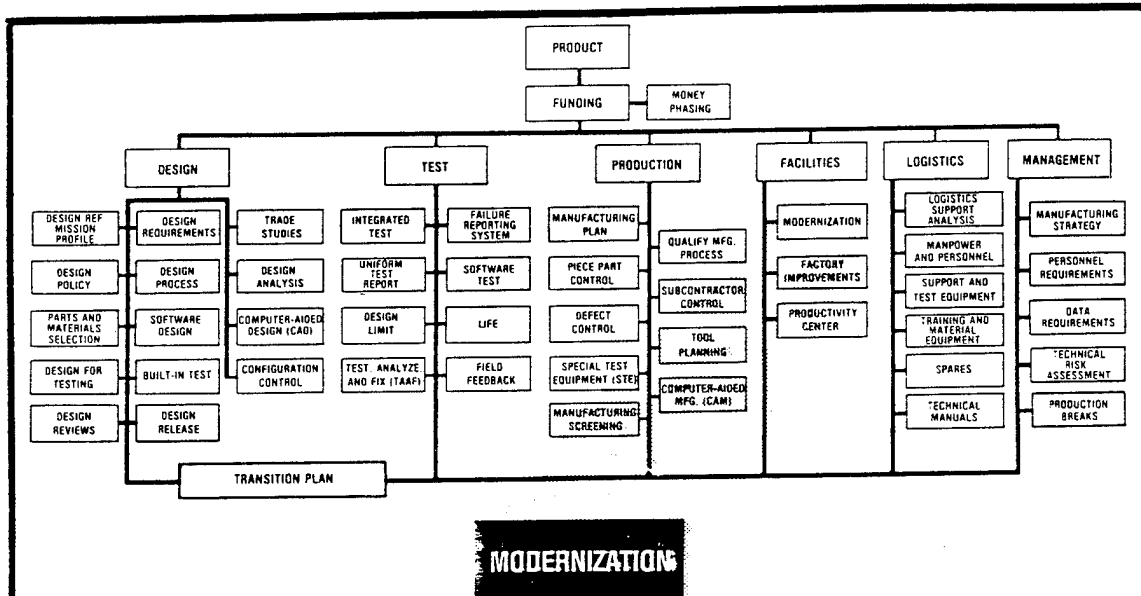 PRODUCT
FUNDING
MONEY
PHASING
DESIGN
TEST
PRODUCTION
FACILITIES
LOGISTICS
MANAGEMENT
DESIGN REF
MISSION
PROFILE
DESIGN
REQUIREMENTS
TRADE
STUDIES
DESIGN
POLICY
DESIGN
PROCESS
DESIGN
ANALYSIS
PARTS AND
MATERIALS
SELECTION
SOFTWARE
DESIGN
COMPUTER-AIDED
DESIGN (CAD)
DESIGN FOR
TESTING
BUILT-IN TEST
CONFIGURATION
CONTROL
DESIGN
REVIEWS
DESIGN
RELEASE
INTEGRATED
TEST
FAILURE
REPORTING
SYSTEM
UNIFORM
TEST
REPORT
SOFTWARE
TEST
DESIGN
LIMIT
LIFE
TEST, ANALYZE
AND FIX (TAAF)
FIELD
FEEDBACK
MANUFACTURING
PLAN
QUALIFY MFG.
PROCESS
PIECE PART
CONTROL
SUBCONTRACTOR
CONTROL
DEFECT
CONTROL
TOOL
PLANNING
SPECIAL TEST
EQUIPMENT (STE)
COMPUTER-AIDED
MFG. (CAM)
MANUFACTURING
SCREENING
MODERNIZATION
FACTORY
IMPROVEMENTS
PRODUCTIVITY
CENTER
LOGISTICS
SUPPORT
ANALYSIS
MANPOWER
AND PERSONNEL
SUPPORT AND
TEST EQUIPMENT
TRAINING AND
MATERIAL
EQUIPMENT
SPARES
TECHNICAL
MANUALS
MANUFACTURING
STRATEGY
PERSONNEL
REQUIREMENTS
DATA
REQUIREMENTS
TECHNICAL
RISK
ASSESSMENT
PRODUCTION
BREAKS
TRANSITION PLAN
MODERNIZATION